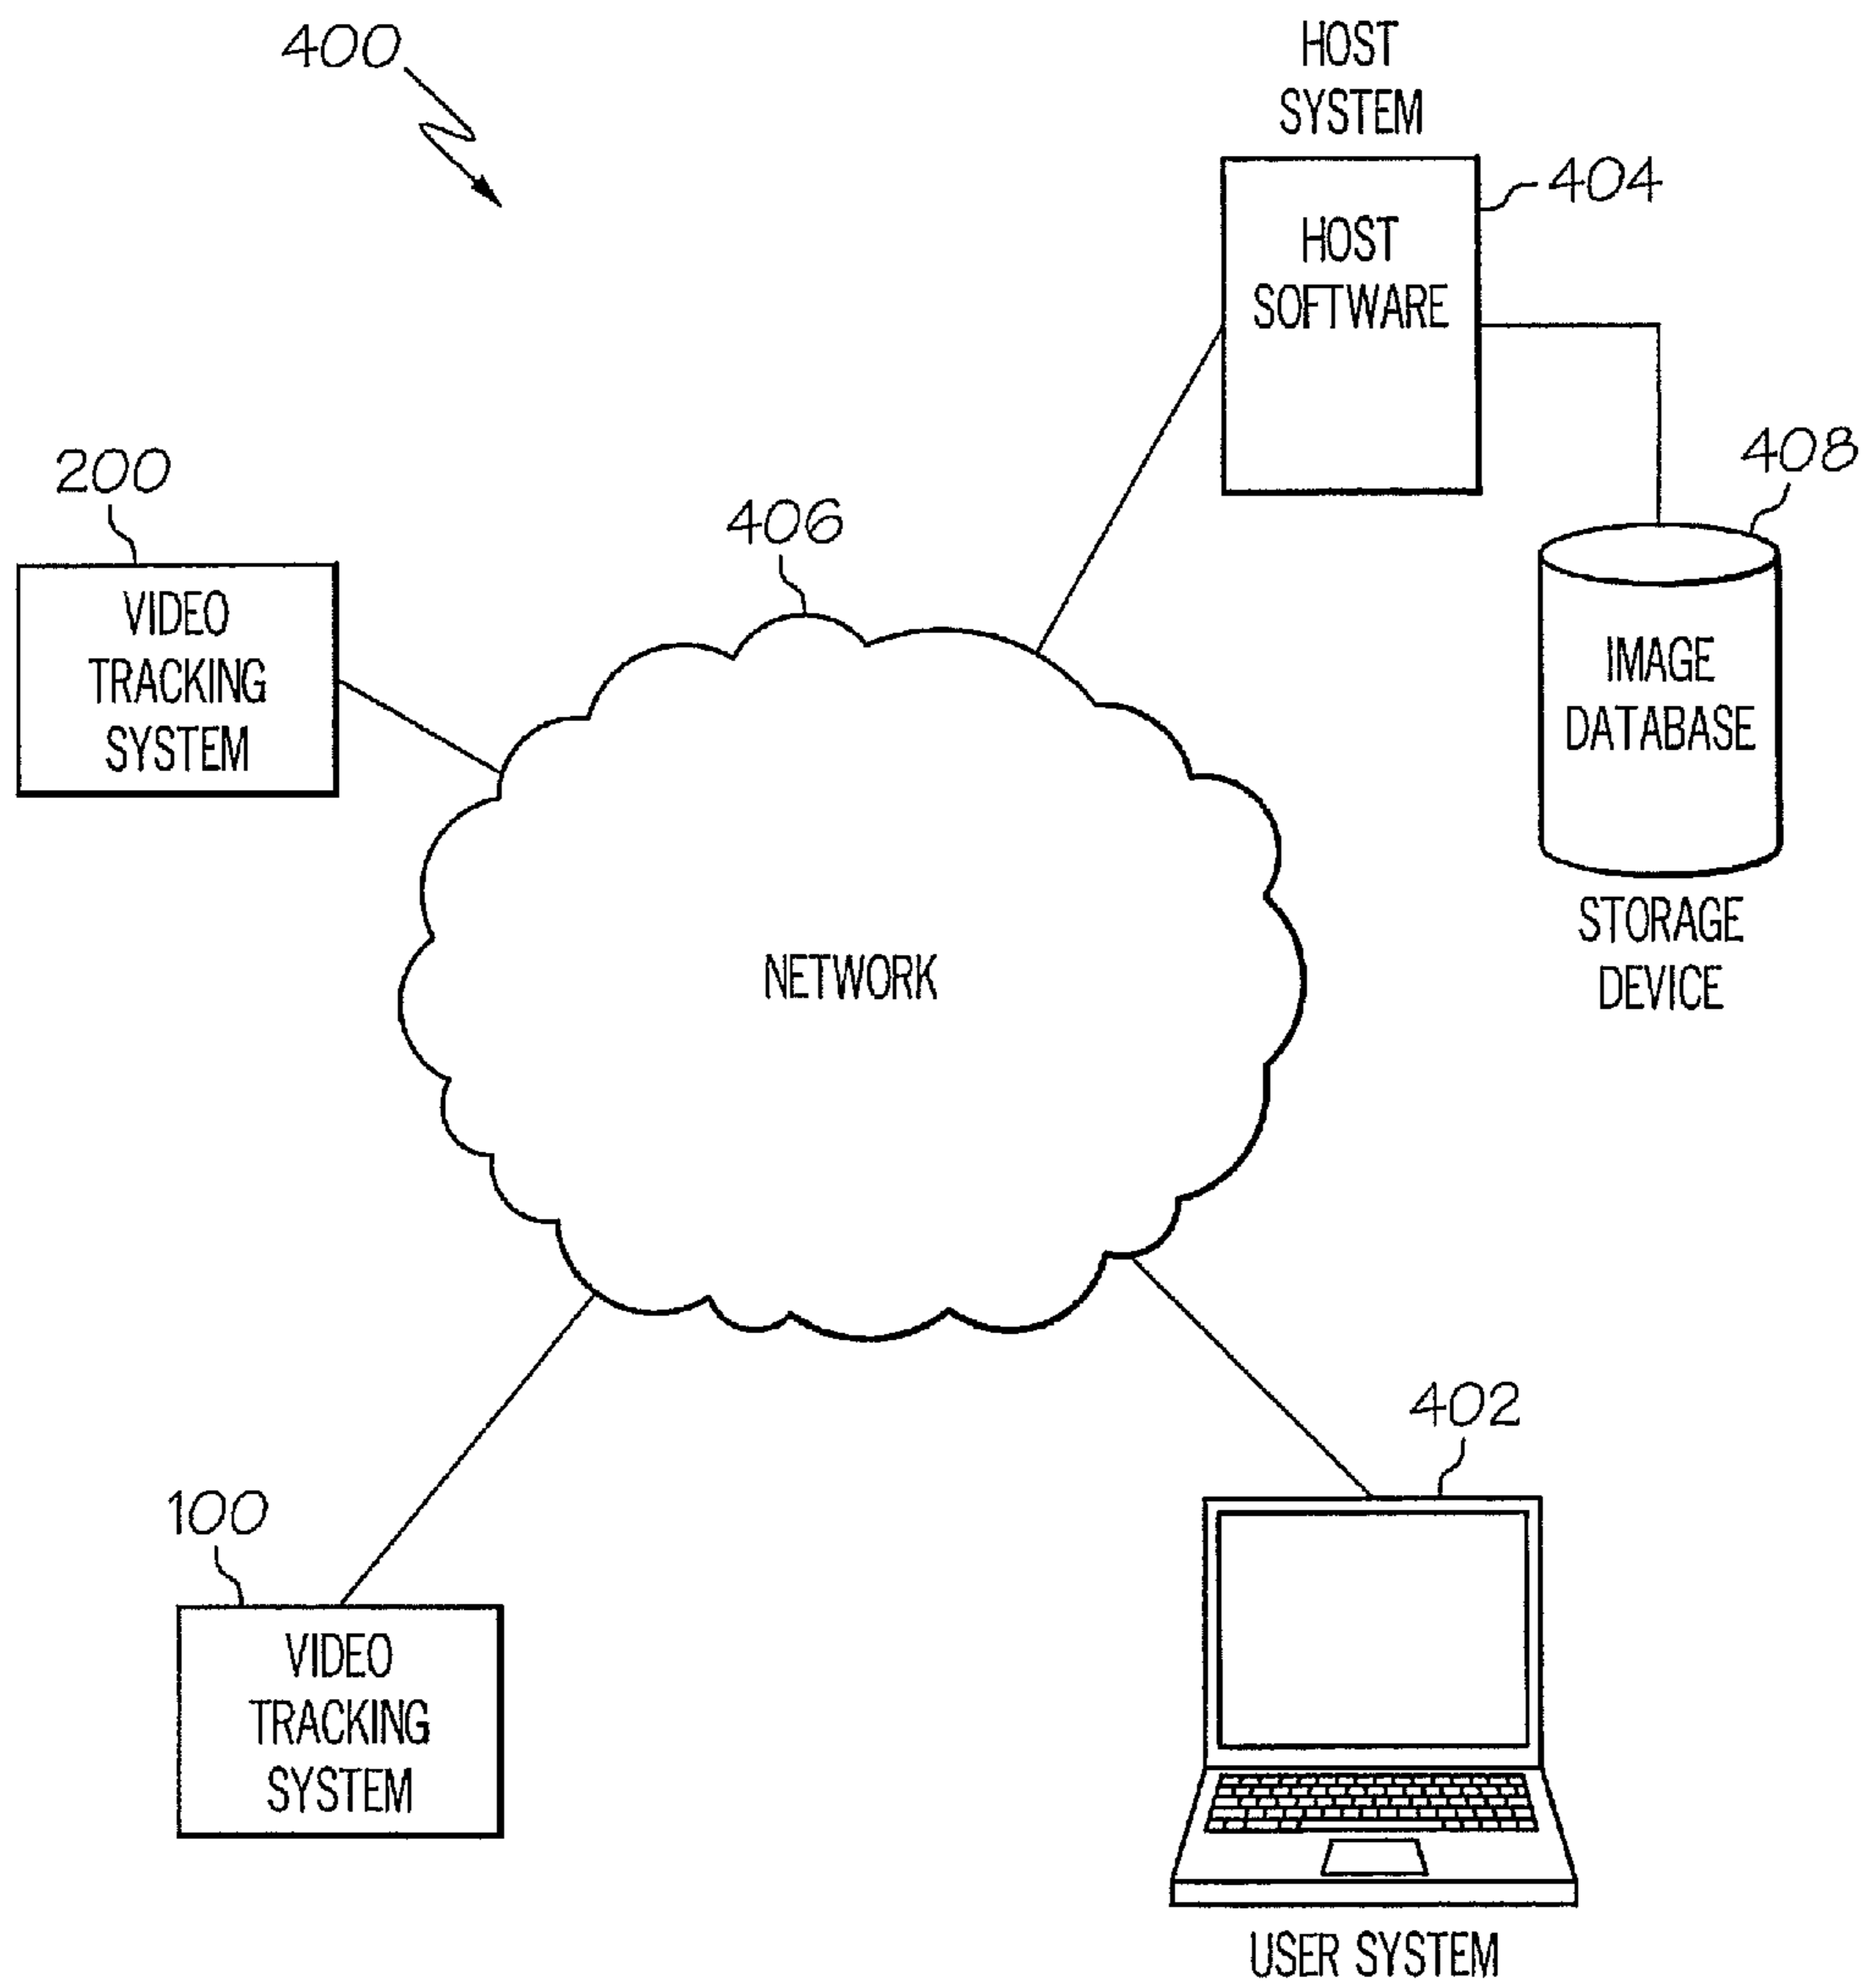 400
HOST
SYSTEM
404
HOST
SOFTWARE
408
200
406
VIDEO
TRACKING
SYSTEM
IMAGE
DATABASE
STORAGE
DEVICE
NETWORK
402
100
VIDEO
TRACKING
SYSTEM
USER SYSTEM